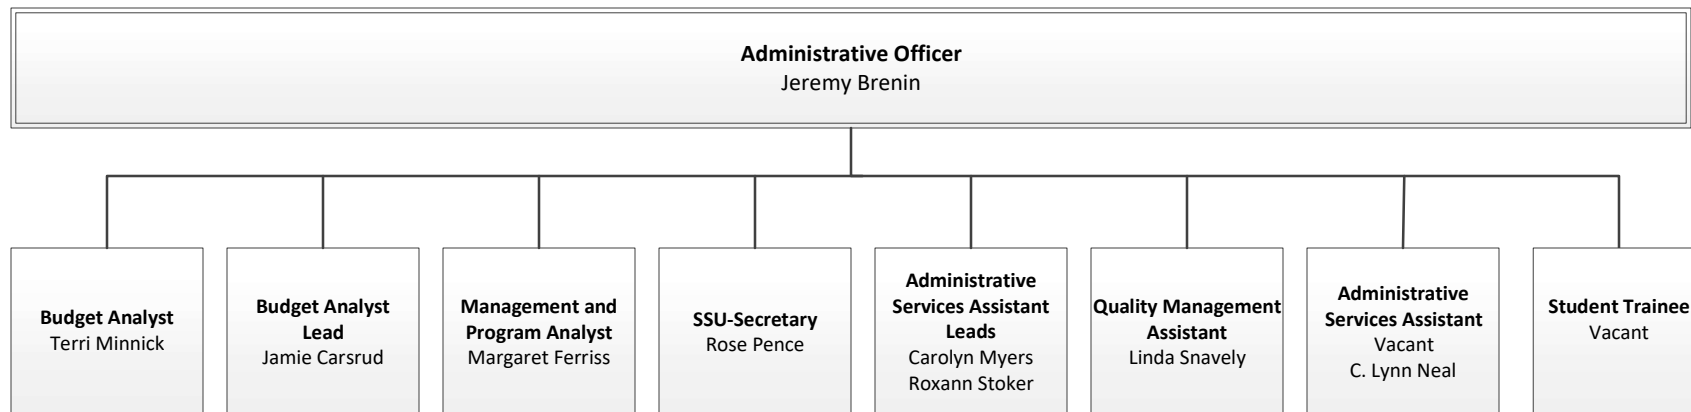 Administrative Officer
Jeremy Brenin
Budget Analyst
Terri Minnick
Budget Analyst
Lead
Jamie Carsrud
Management and
Program Analyst
Margaret Ferriss
SSU-Secretary
Rose Pence
Administrative
Services Assistant
Leads
Carolyn Myers
Roxann Stoker
Quality Management
Assistant
Linda Snavely
Administrative
Services Assistant
Vacant
C. Lynn Neal
Student Trainee
Vacant